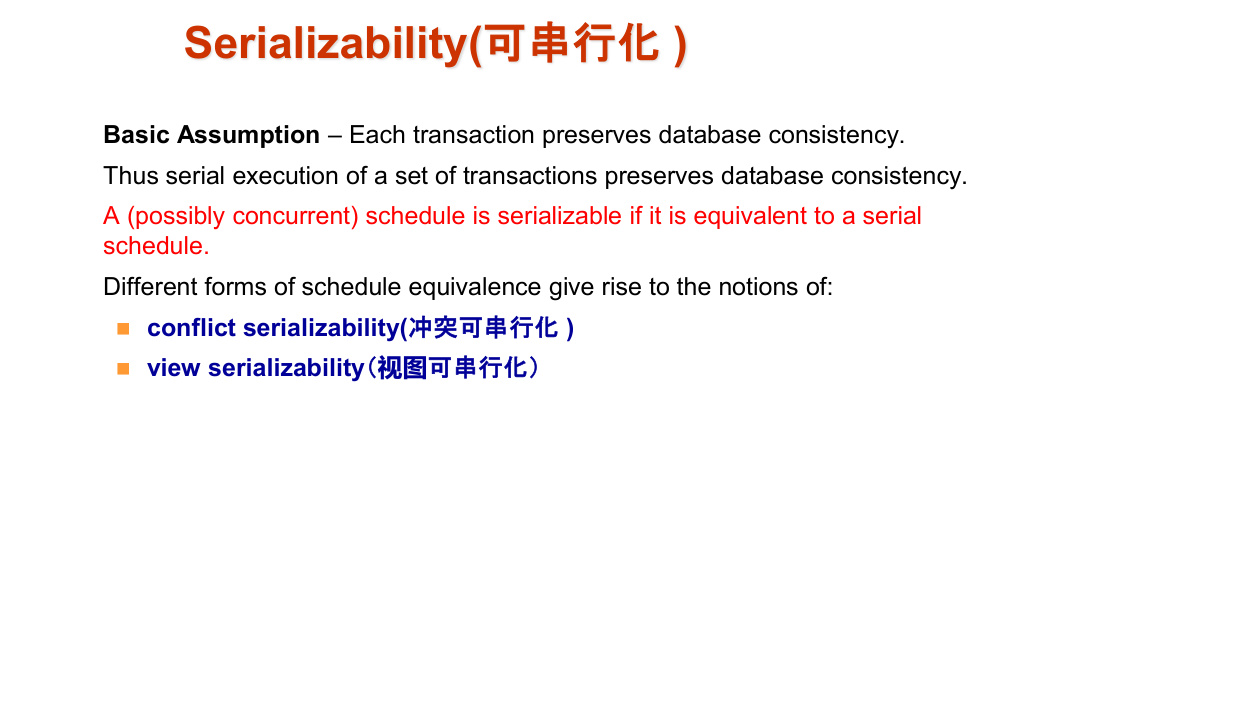 Serializability(可串行化 )
Basic Assumption – Each transaction preserves database consistency.
Thus serial execution of a set of transactions preserves database consistency.
A (possibly concurrent) schedule is serializable if it is equivalent to a serial
schedule.
Different forms of schedule equivalence give rise to the notions of:
conflict serializability(冲突可串行化 )
view serializability（视图可串行化）